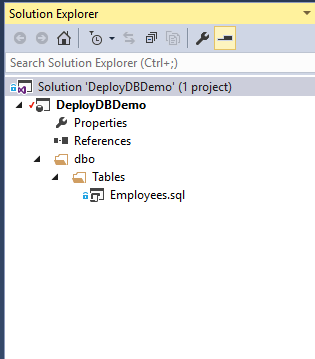 Solution Explorer
Search Solution Explorer (Ctrl+;)
Solution 'DeployDBDemo' (1 project)
DeployDBDemo
Properties
References
dbo
Tables
Employees.sql